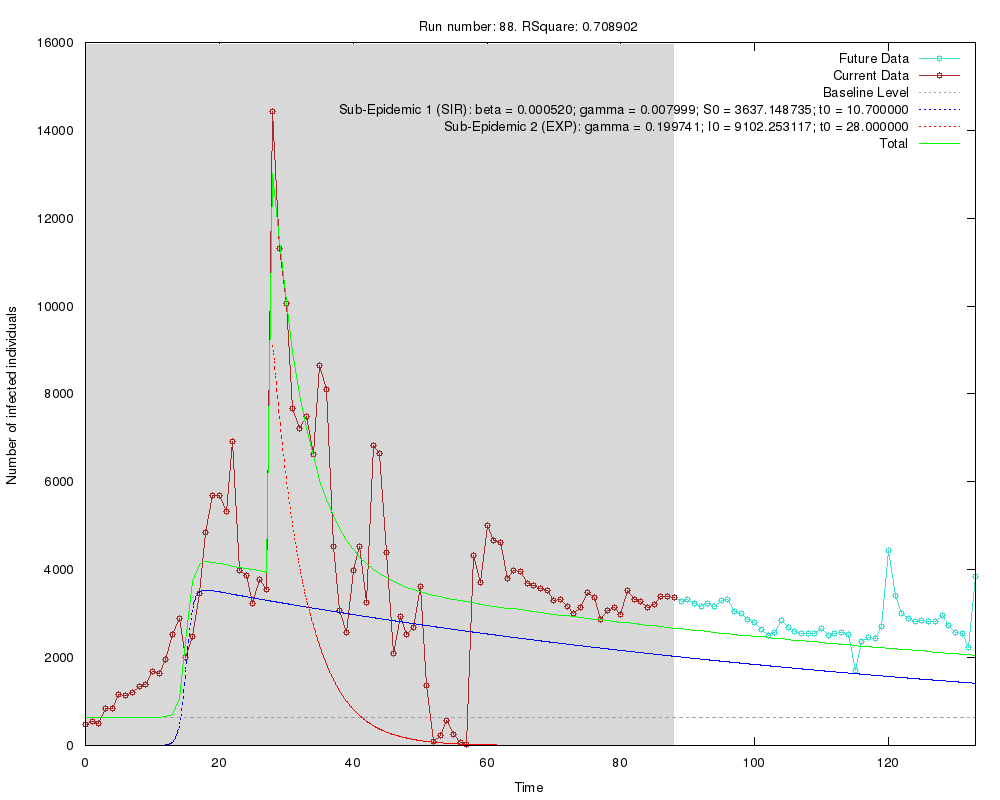 Run number: 88. RSquare: 0.708902
16000
14000
12000
10000
8000
6000
4000
2000
0
Number of infected individuals
Future Data
Current Data
Baseline Level
Sub-Epidemic 1 (SIR): beta = 0.000520; gamma = 0.007999; S0 = 3637.148735; t0 = 10.700000
Sub-Epidemic 2 (EXP): gamma = 0.199741; I0 = 9102.253117; t0 = 28.000000
Total
0 20 40 60 80 100 120
Time